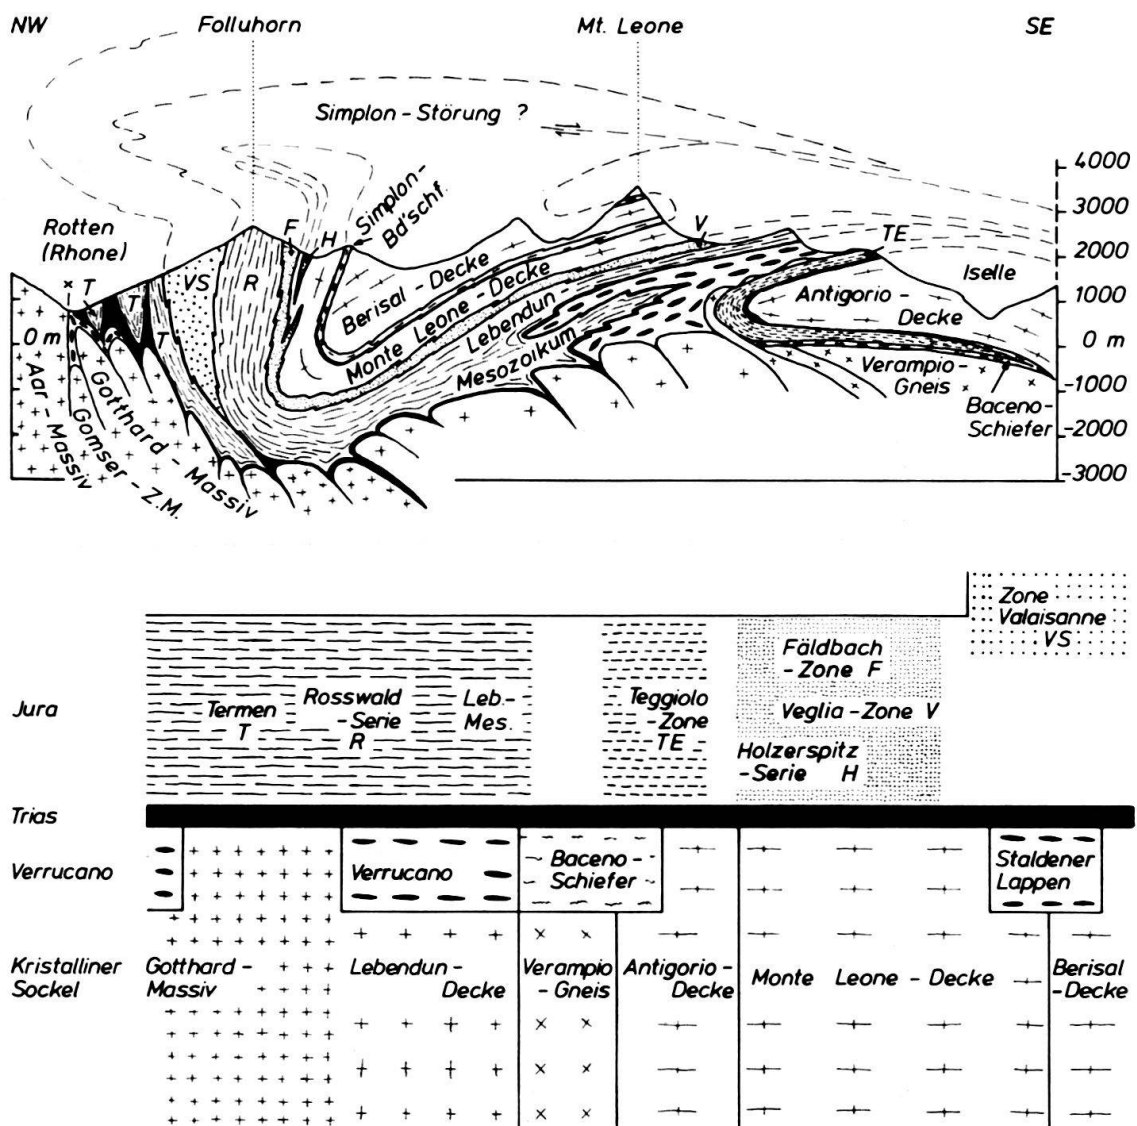 NW
Folluhorn
Mt. Leone
SE
Simplon-Störung ?
4000
3000
2000
1000
0 m
-1000
-2000
-3000
Rotten
(Rhone)
F
H
Simplon-
Bd'schf.
V
TE
T
T
T
VS
R
0 m
Berisal-Decke
Monte Leone-Decke
Lebendun-
Mesozoikum
Iselle
Antigorio-
Decke
Verampio-
Gneis
Baceno-
Schiefer
Aar-Massiv
Gomser-Z.M.
Gotthard-Massiv
Zone
Valaisanne
VS
Jura
Termen
T
Rosswald
-Serie
R
Leb.-
Mes.
Teggiolo
-Zone
TE
Fäldbach
-Zone F
Veglia-Zone V
Holzerspitz
-Serie H
Trias
Verrucano
Verrucano
Baceno-
Schiefer
Staldener
Lappen
Kristalliner
Sockel
Gotthard-
Massiv
Lebendun-
Decke
Verampio
-Gneis
Antigorio-
Decke
Monte Leone-Decke
Berisal
-Decke